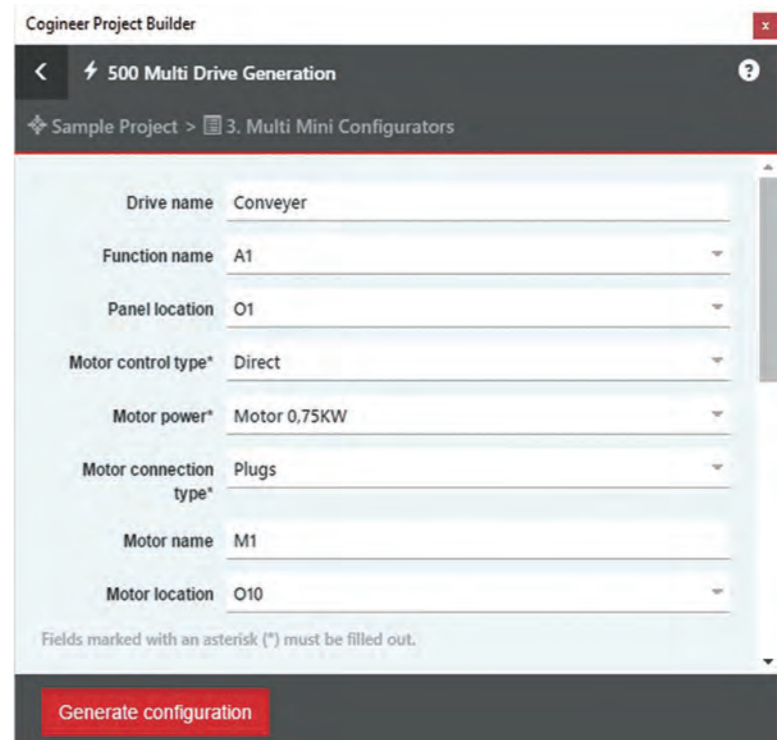 Cogineer Project Builder
x
500 Multi Drive Generation
?
Sample Project > 3. Multi Mini Configurators
Drive name Conveyer
Function name A1
Panel location O1
Motor control type* Direct
Motor power* Motor 0,75KW
Motor connection Plugs
type*
Motor name M1
Motor location O10
Fields marked with an asterisk (*) must be filled out.
Generate configuration